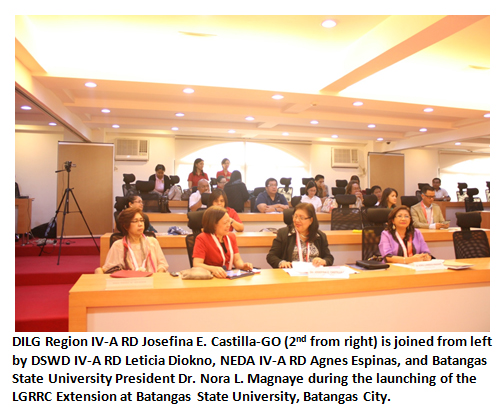 DILG Region IV-A RD Josefina E. Castilla-GO (2nd from right) is joined from left
by DSWD IV-A RD Leticia Diokno, NEDA IV-A RD Agnes Espinas, and Batangas
State University President Dr. Nora L. Magnaye during the launching of the
LGRRC Extension at Batangas State University, Batangas City.